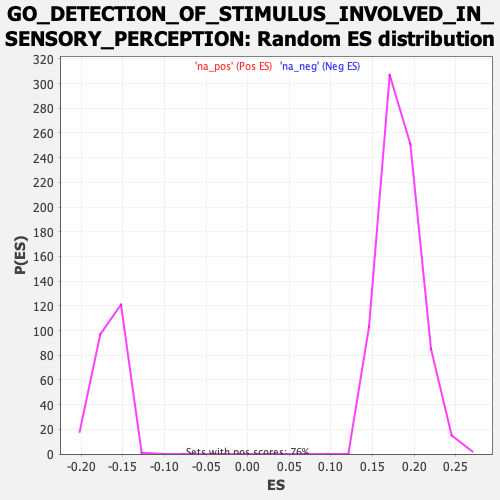 GO_DETECTION_OF_STIMULUS_INVOLVED_IN_
SENSORY_PERCEPTION: Random ES distribution
'na_pos' (Pos ES) 'na_neg' (Neg ES)
320
300
280
260
240
220
200
180
160
140
120
100
80
60
40
20
0
P(ES)
Sets with pos scores: 76%
-0.20 -0.15 -0.10 -0.05 0.00 0.05 0.10 0.15 0.20 0.25
ES